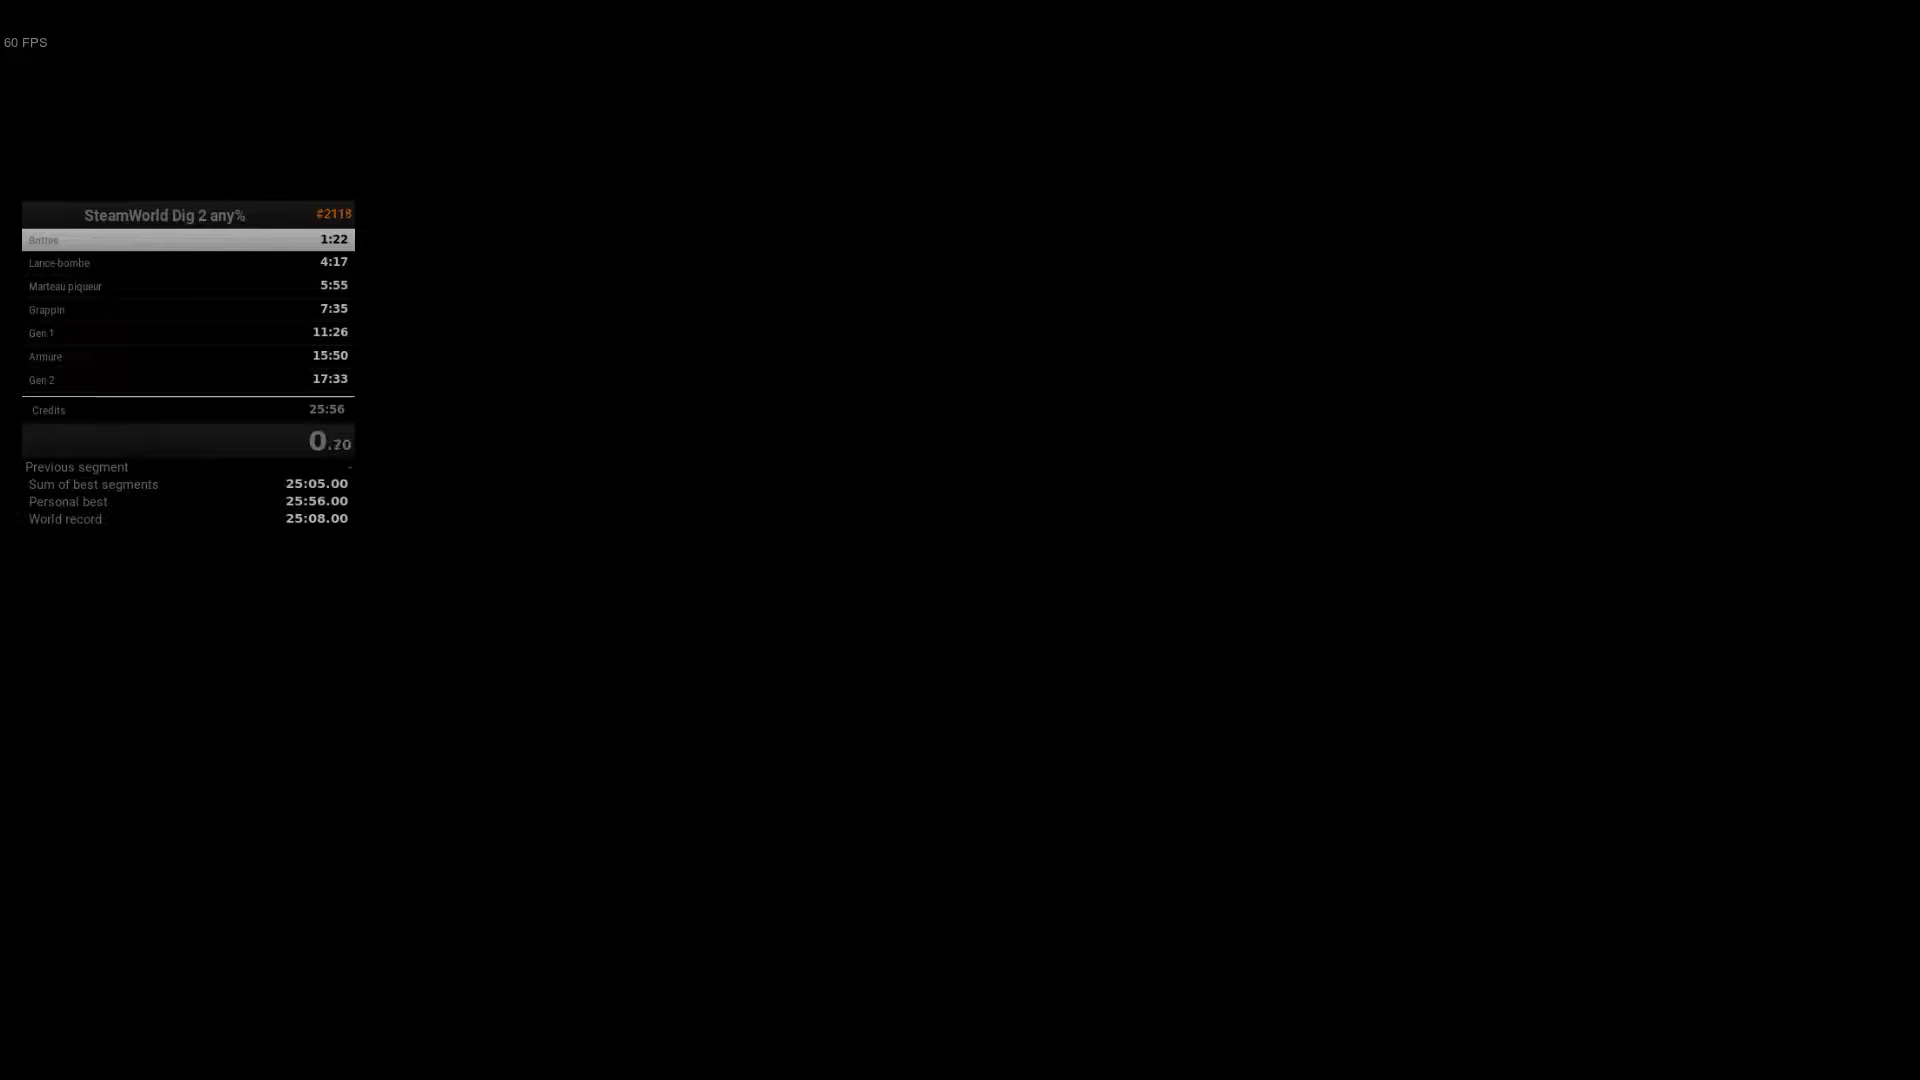 60 FPS
SteamWorld Dig 2 any% #2118
Bottes 1:22
Lance-bombe 4:17
Marteau piqueur 5:55
Grappin 7:35
Gen 1 11:26
Armure 15:50
Gen 2 17:33
Credits 25:56
0.20
Previous segment -
Sum of best segments 25:05.00
Personal best 25:56.00
World record 25:08.00